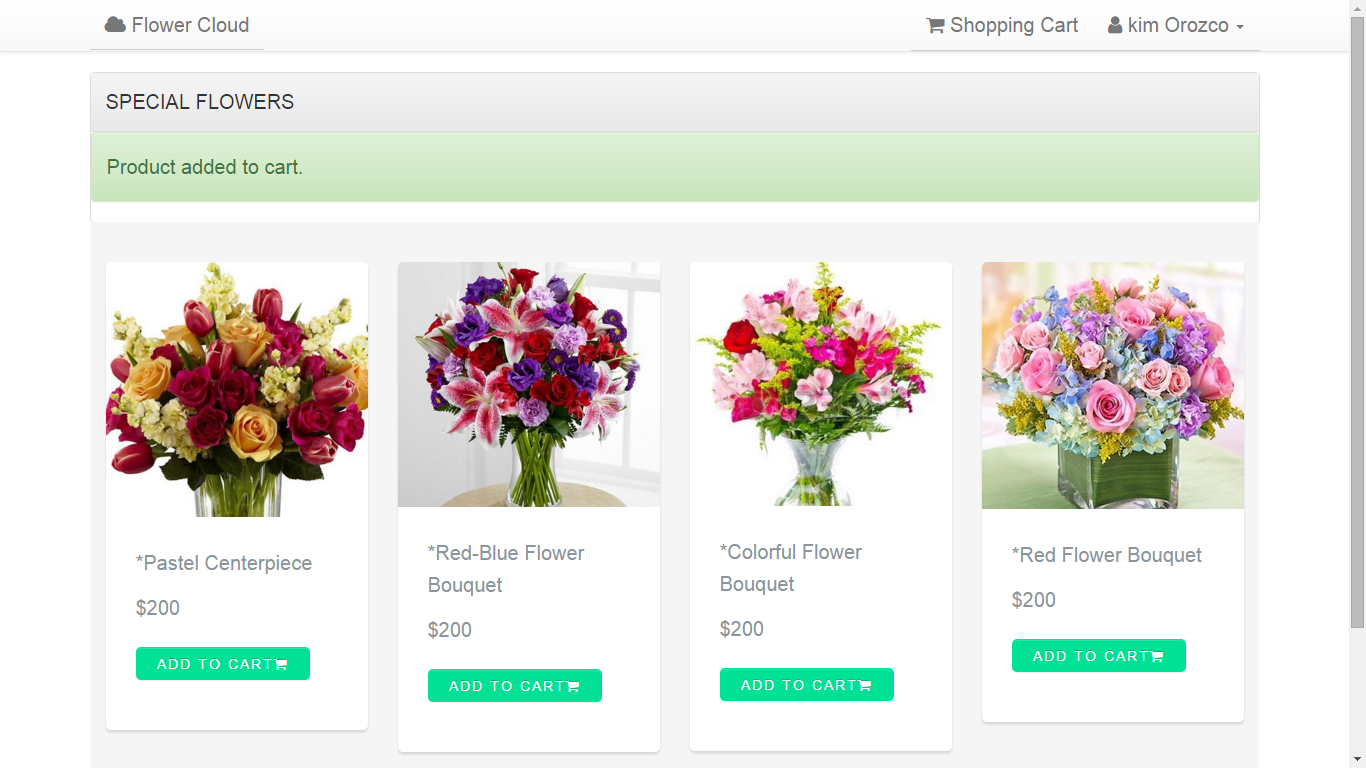 Flower Cloud
Shopping Cart
kim Orozco
SPECIAL FLOWERS
Product added to cart.
*Pastel Centerpiece
$200
ADD TO CART
*Red-Blue Flower
Bouquet
$200
ADD TO CART
*Colorful Flower
Bouquet
$200
ADD TO CART
*Red Flower Bouquet
$200
ADD TO CART